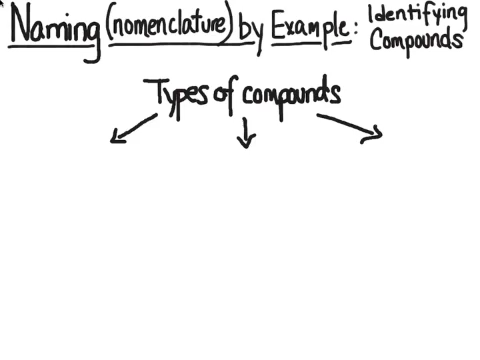 Naming (nomenclature) by Example: Identifying
Compounds
Types of compounds